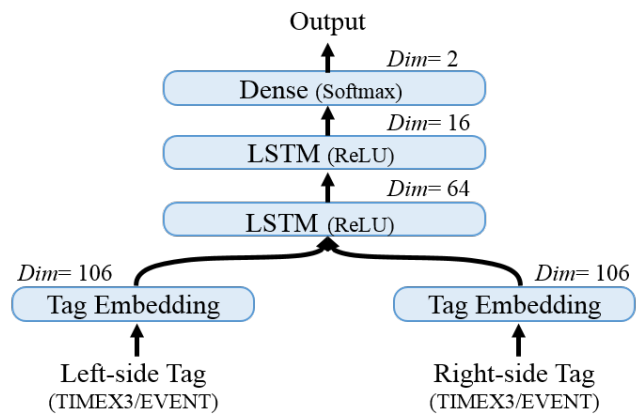 Output
Dim= 2
Dense (Softmax)
Dim= 16
LSTM (ReLU)
Dim= 64
LSTM (ReLU)
Dim= 106
Dim= 106
Tag Embedding
Tag Embedding
Left-side Tag
(TIMEX3/EVENT)
Right-side Tag
(TIMEX3/EVENT)